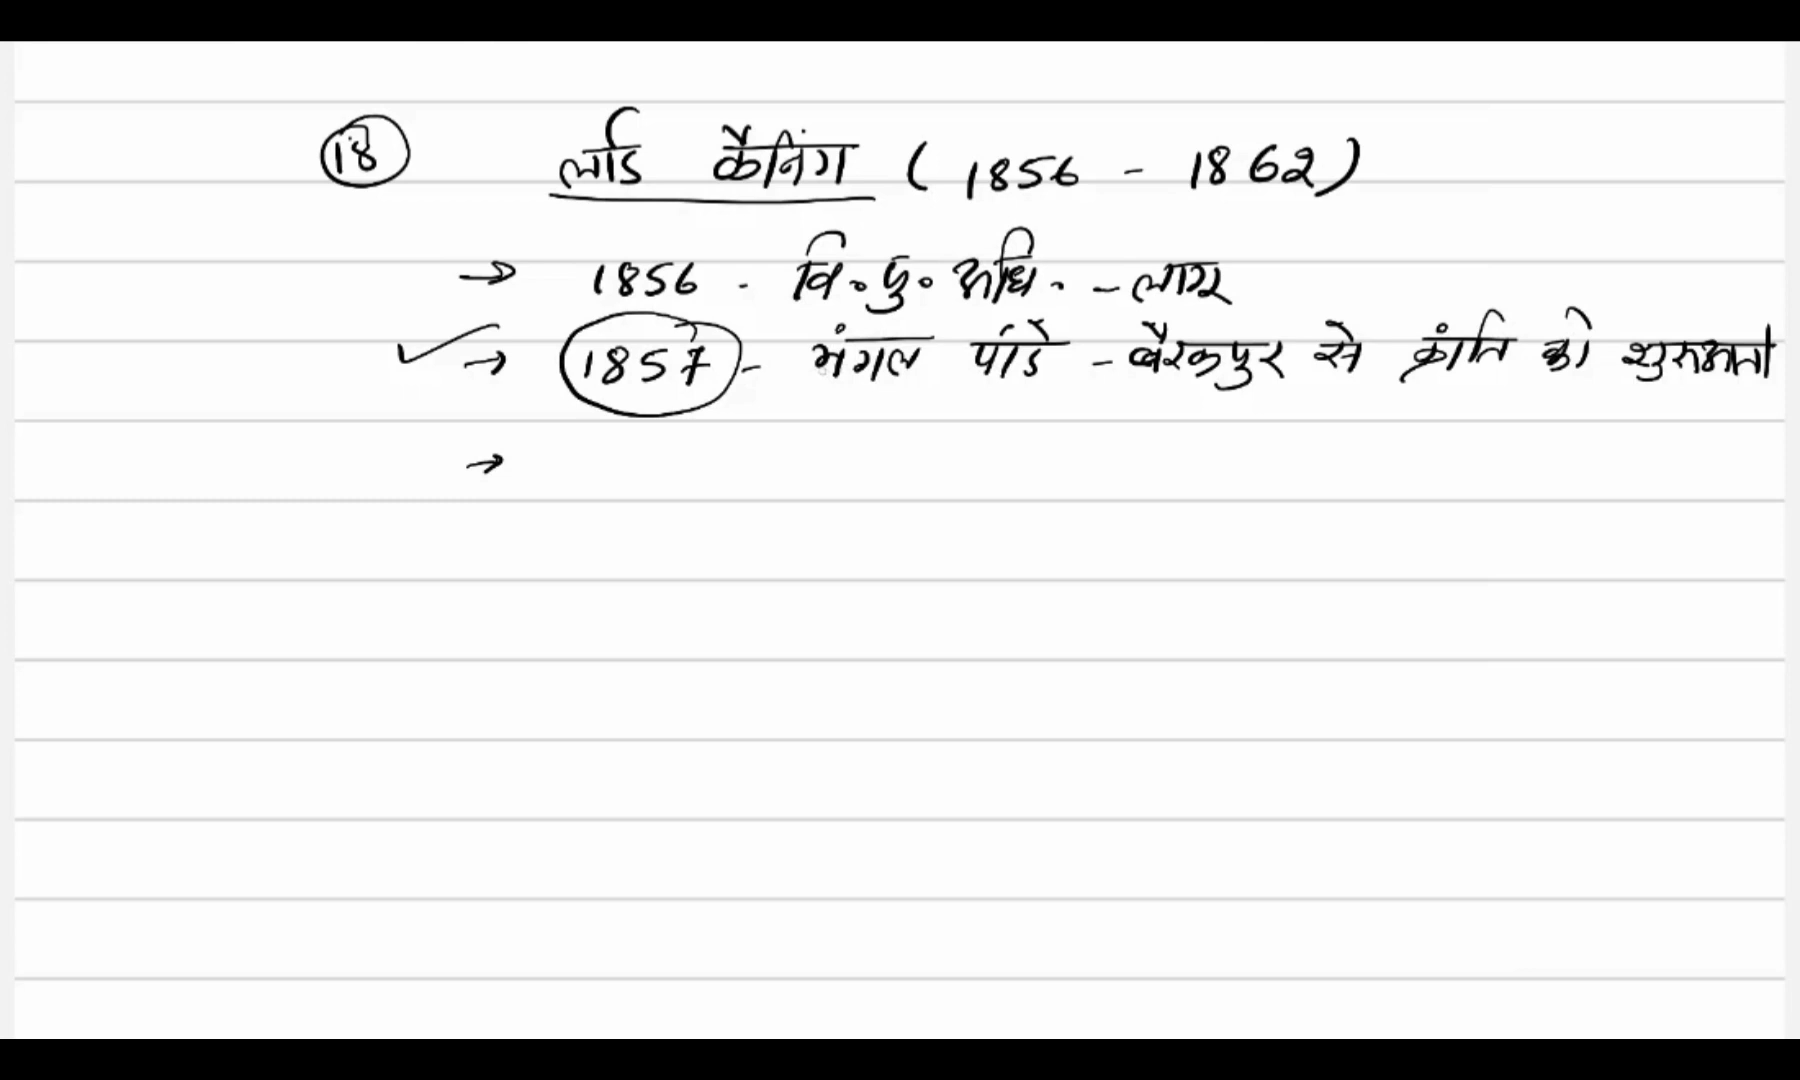 18 लॉर्ड कैनिंग ( 1856 - 1862 )
→ 1856 - वि॰ पु॰ अधि॰ - लागू
✓ → 1857 - मंगल पांडे - बैरकपुर से क्रांति की शुरुआत
→